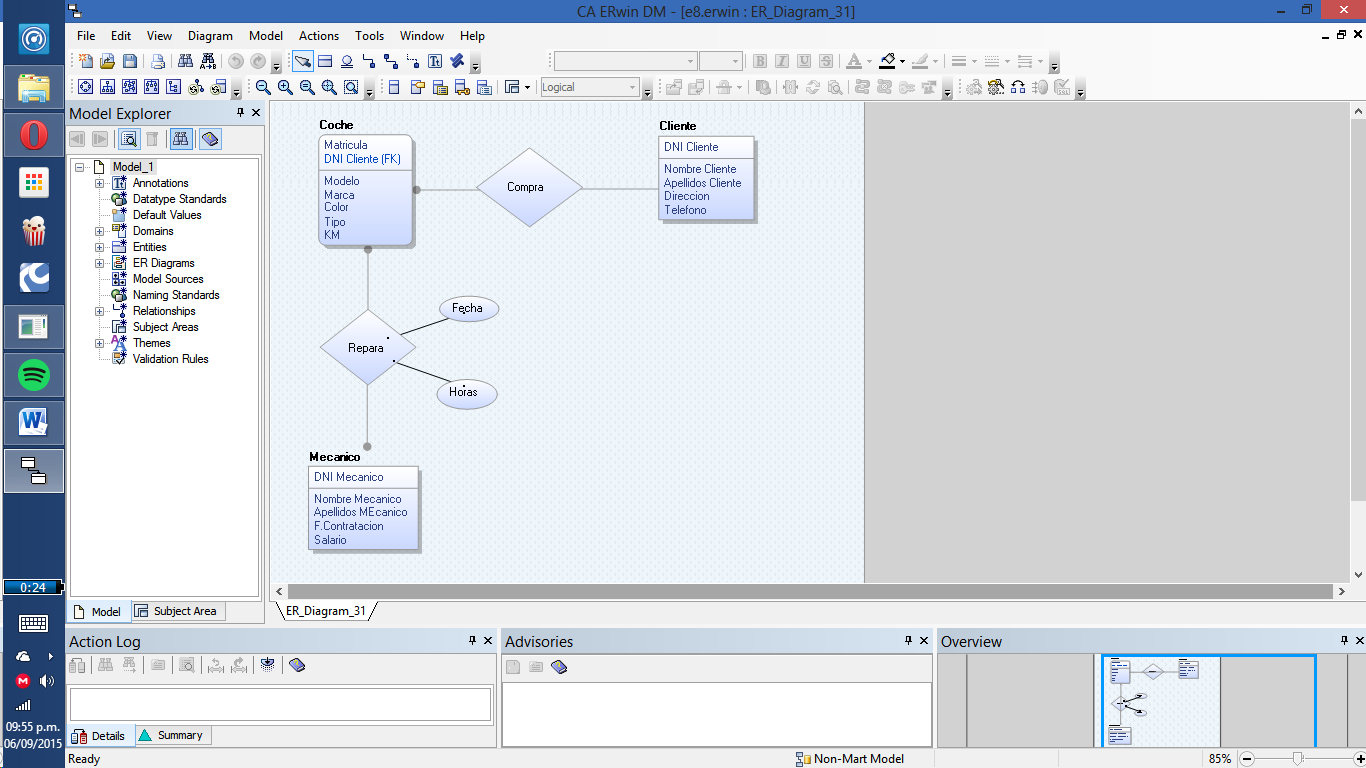 CA ERwin DM - [e8.erwin : ER_Diagram_31]
File Edit View Diagram Model Actions Tools Window Help
Logical
Model Explorer
Model_1
Annotations
Datatype Standards
Default Values
Domains
Entities
ER Diagrams
Model Sources
Naming Standards
Relationships
Subject Areas
Themes
Validation Rules
Model Subject Area
Coche
Matricula
DNI Cliente (FK)
Modelo
Marca
Color
Tipo
KM
Compra
Cliente
DNI Cliente
Nombre Cliente
Apellidos Cliente
Direccion
Telefono
Fecha
Repara
Horas
Mecanico
DNI Mecanico
Nombre Mecanico
Apellidos MEcanico
F.Contratacion
Salario
ER_Diagram_31
Action Log
Details Summary
Advisories
Overview
0:24
09:55 p.m.
06/09/2015
Ready
Non-Mart Model
85%